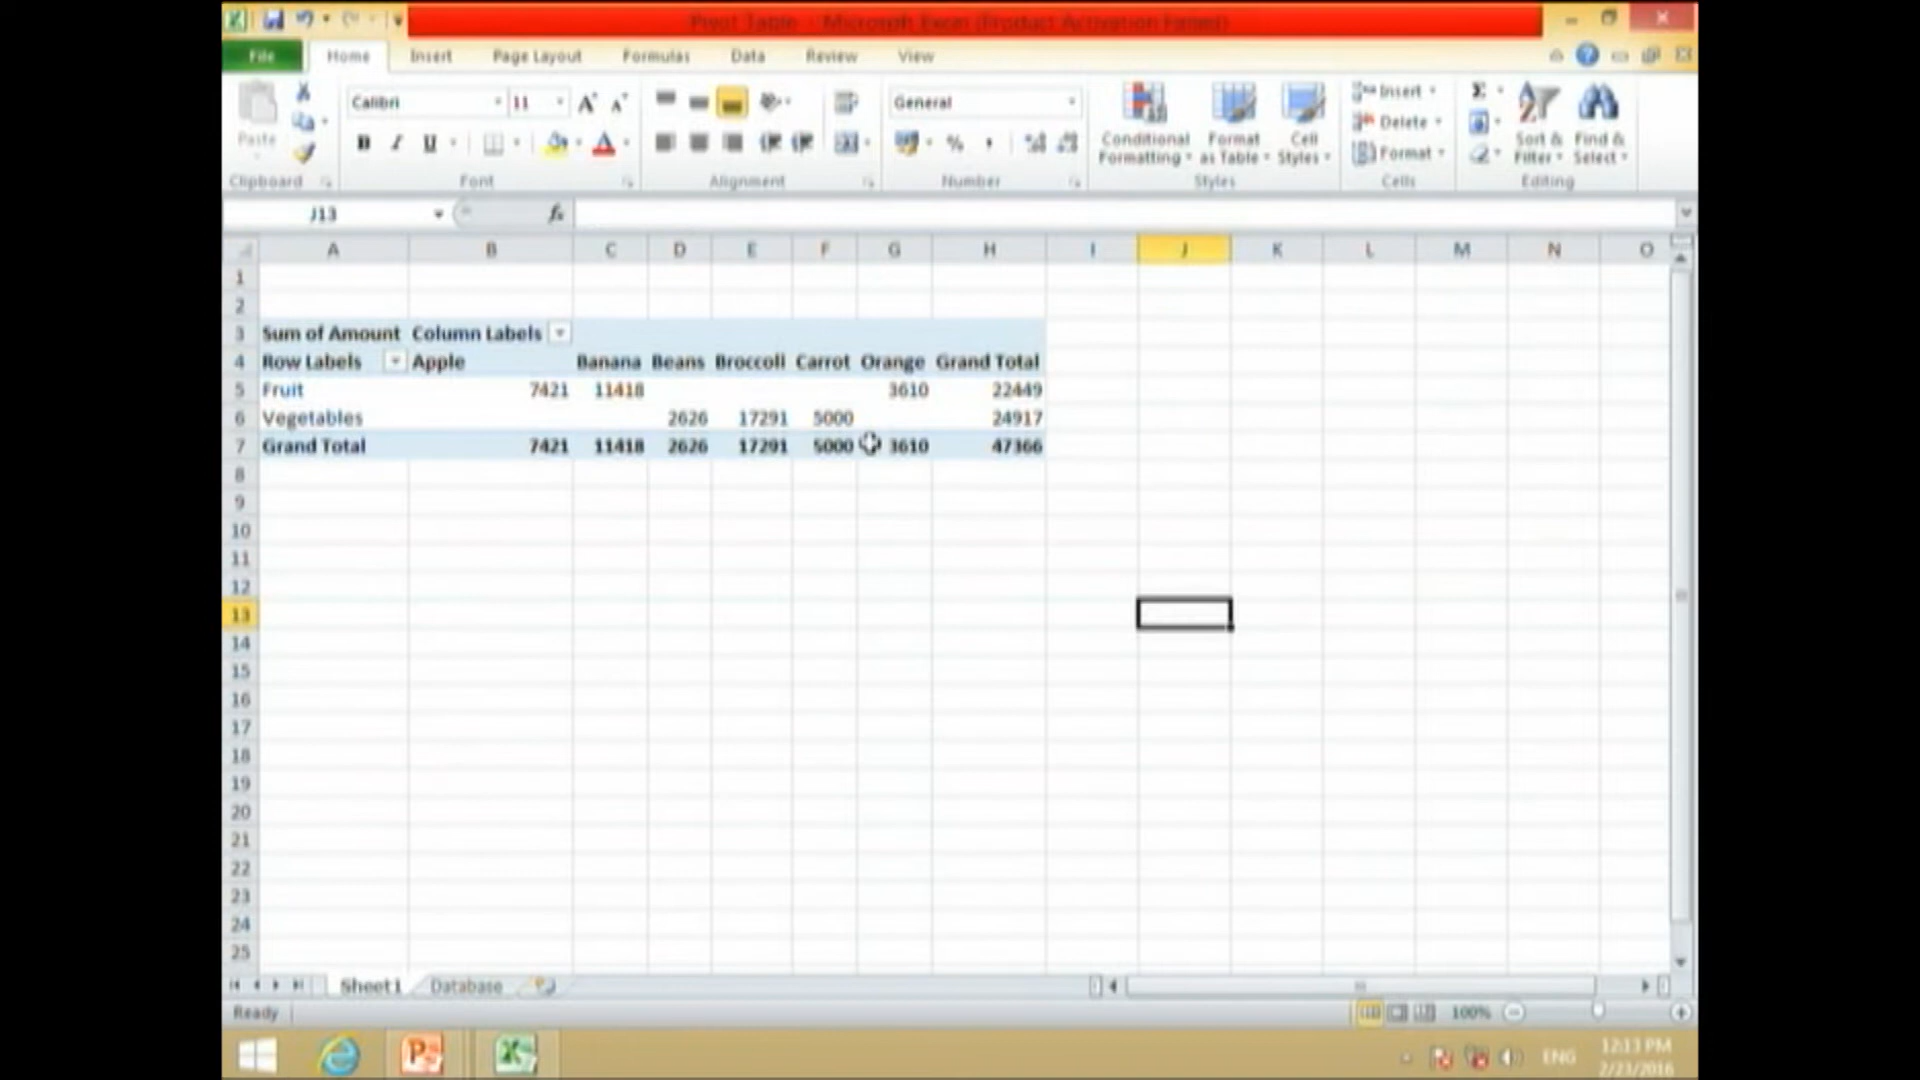 Pivot Table - Microsoft Excel (Product Activation Failed)
File Home Insert Page Layout Formulas Data Review View
Calibri 11 General Insert
Paste B I U % Conditional Formatting Format as Table Cell Styles Delete Sort & Filter Find & Select
Format
Clipboard Font Alignment Number Styles Cells Editing
J13 fx
A B C D E F G H I J K L M N O
1
2
3 Sum of Amount Column Labels
4 Row Labels Apple Banana Beans Broccoli Carrot Orange Grand Total
5 Fruit 7421 11418 3610 22449
6 Vegetables 2626 17291 5000 24917
7 Grand Total 7421 11418 2626 17291 5000 3610 47366
8
9
10
11
12
13
14
15
16
17
18
19
20
21
22
23
24
25
Sheet1 Database
Ready 100%
ENG 12:13 PM
2/23/2016